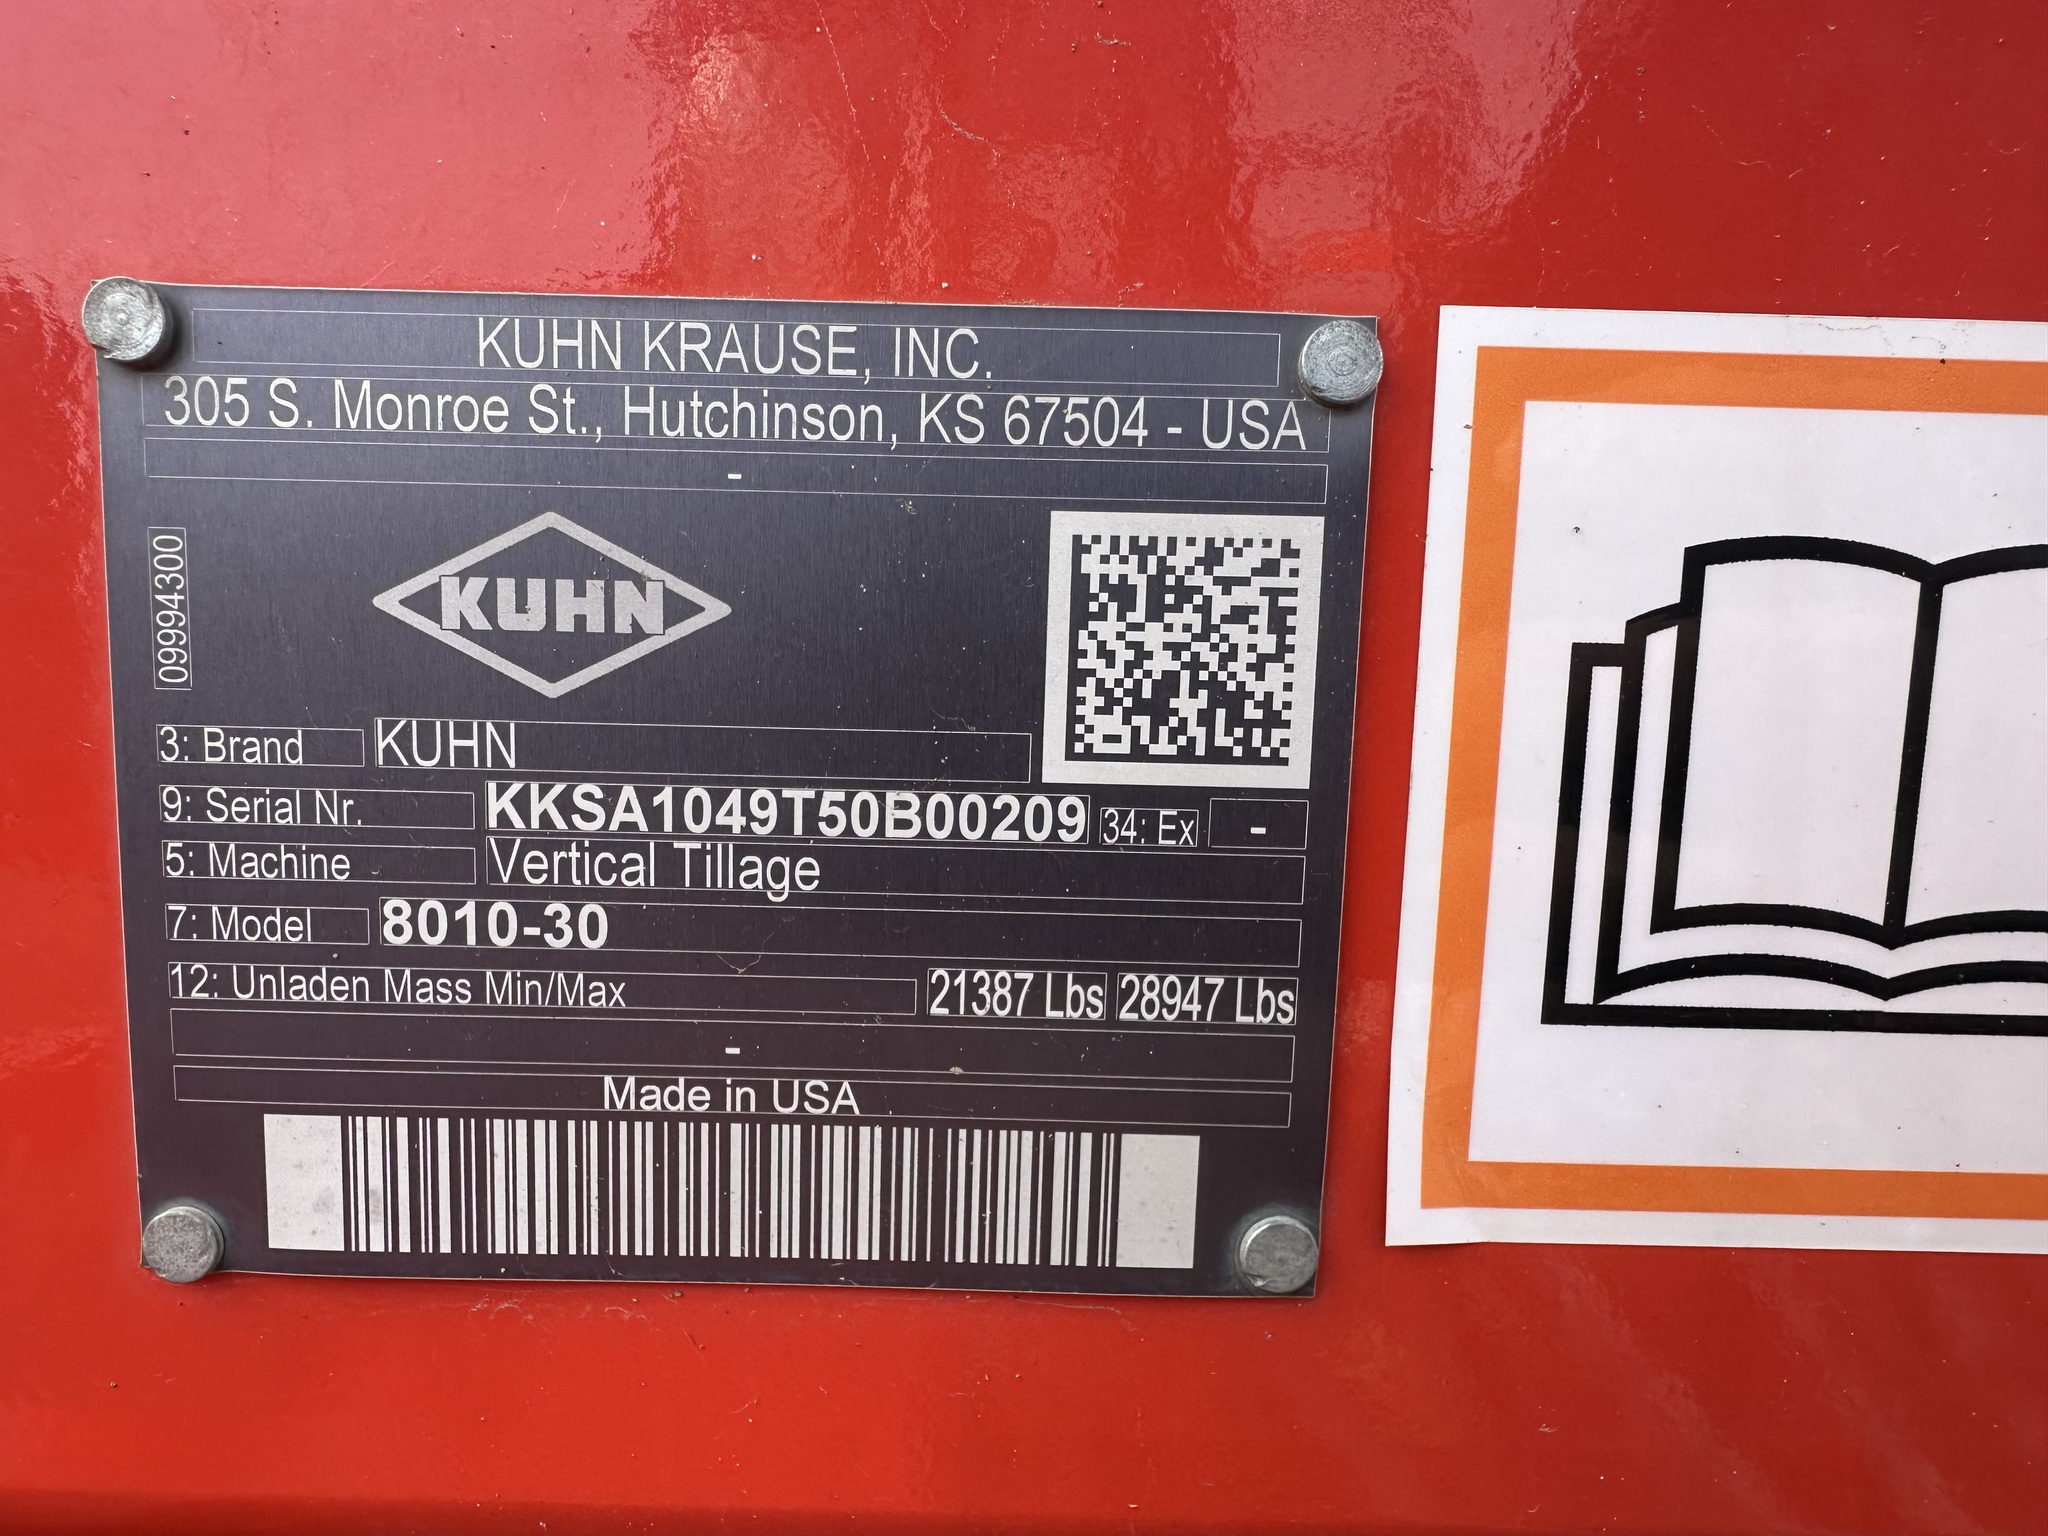 KUHN KRAUSE, INC.
305 S. Monroe St., Hutchinson, KS 67504 - USA
-
09994300
KUHN
3: Brand KUHN
9: Serial Nr. KKSA1049T50B00209 34: Ex -
5: Machine Vertical Tillage
7: Model 8010-30
12: Unladen Mass Min/Max 21387 Lbs 28947 Lbs
-
Made in USA